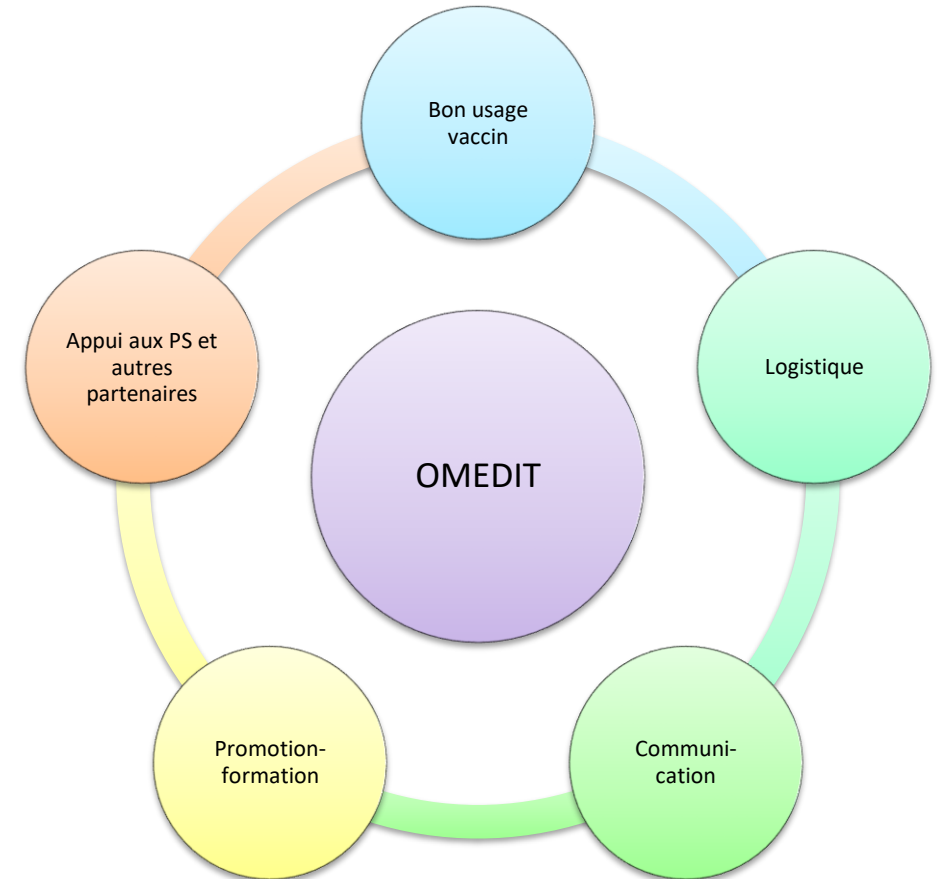 Bon usage
vaccin
Appui aux PS et
autres
partenaires
Logistique
OMEDIT
Promotion-
formation
Communi-
cation